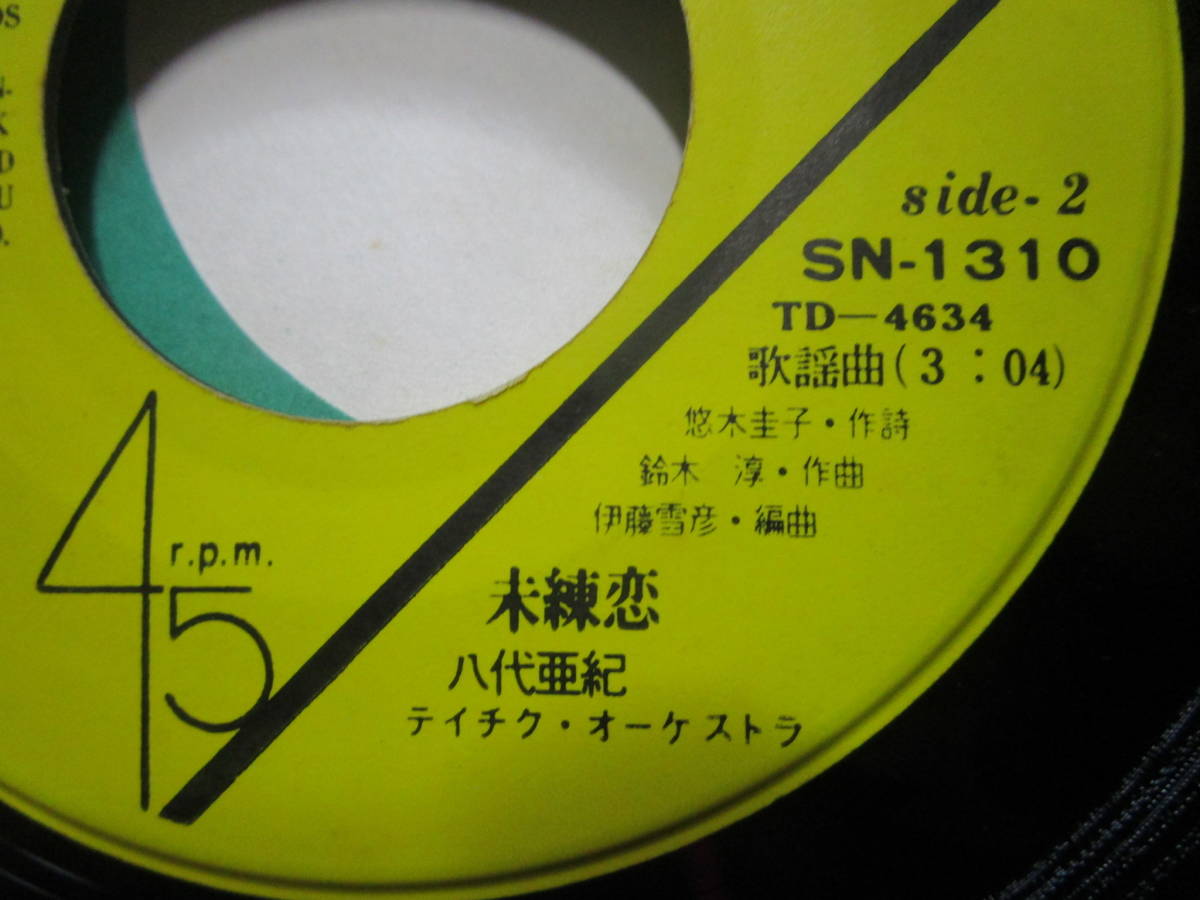 side-2
SN-1310
TD—4634
歌謡曲(3:04)
悠木圭子・作詩
鈴木 淳・作曲
伊藤雪彦・編曲
45 r.p.m.
未練恋
八代亜紀
テイチク・オーケストラ